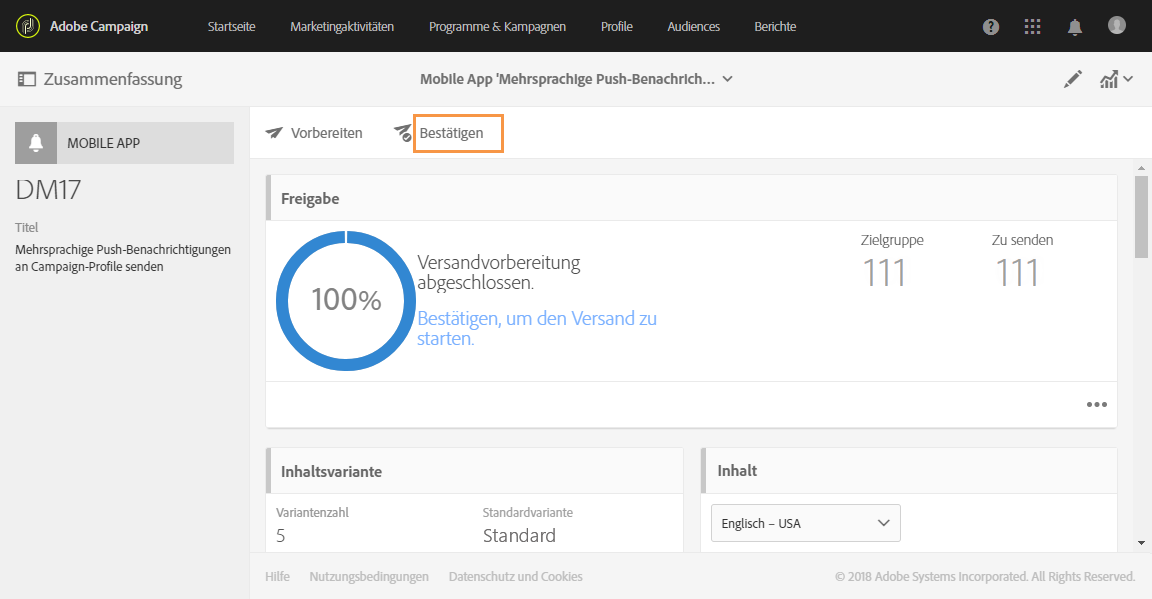 Adobe Campaign Startseite Marketingaktivitäten Programme & Kampagnen Profile Audiences Berichte
Zusammenfassung
Mobile App 'Mehrsprachige Push-Benachrich...
MOBILE APP
DM17
Titel
Mehrsprachige Push-Benachrichtigungen
an Campaign-Profile senden
Vorbereiten Bestätigen
Freigabe
100%
Versandvorbereitung
abgeschlossen.
Bestätigen, um den Versand zu
starten.
Zielgruppe Zu senden
111 111
Inhaltsvariante
Variantenzahl Standardvariante
5 Standard
Inhalt
Englisch – USA
Hilfe Nutzungsbedingungen Datenschutz und Cookies © 2018 Adobe Systems Incorporated. All Rights Reserved.